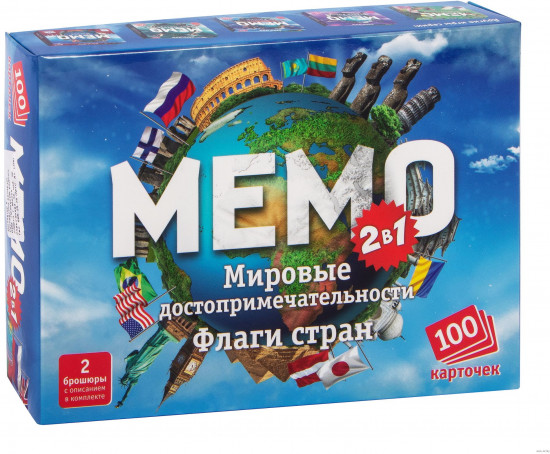 МЕМО
2в1
Мировые
достопримечательности
Флаги стран
2
брошюры
с описанием
в комплекте
100
карточек
100
МЕМО
2в1